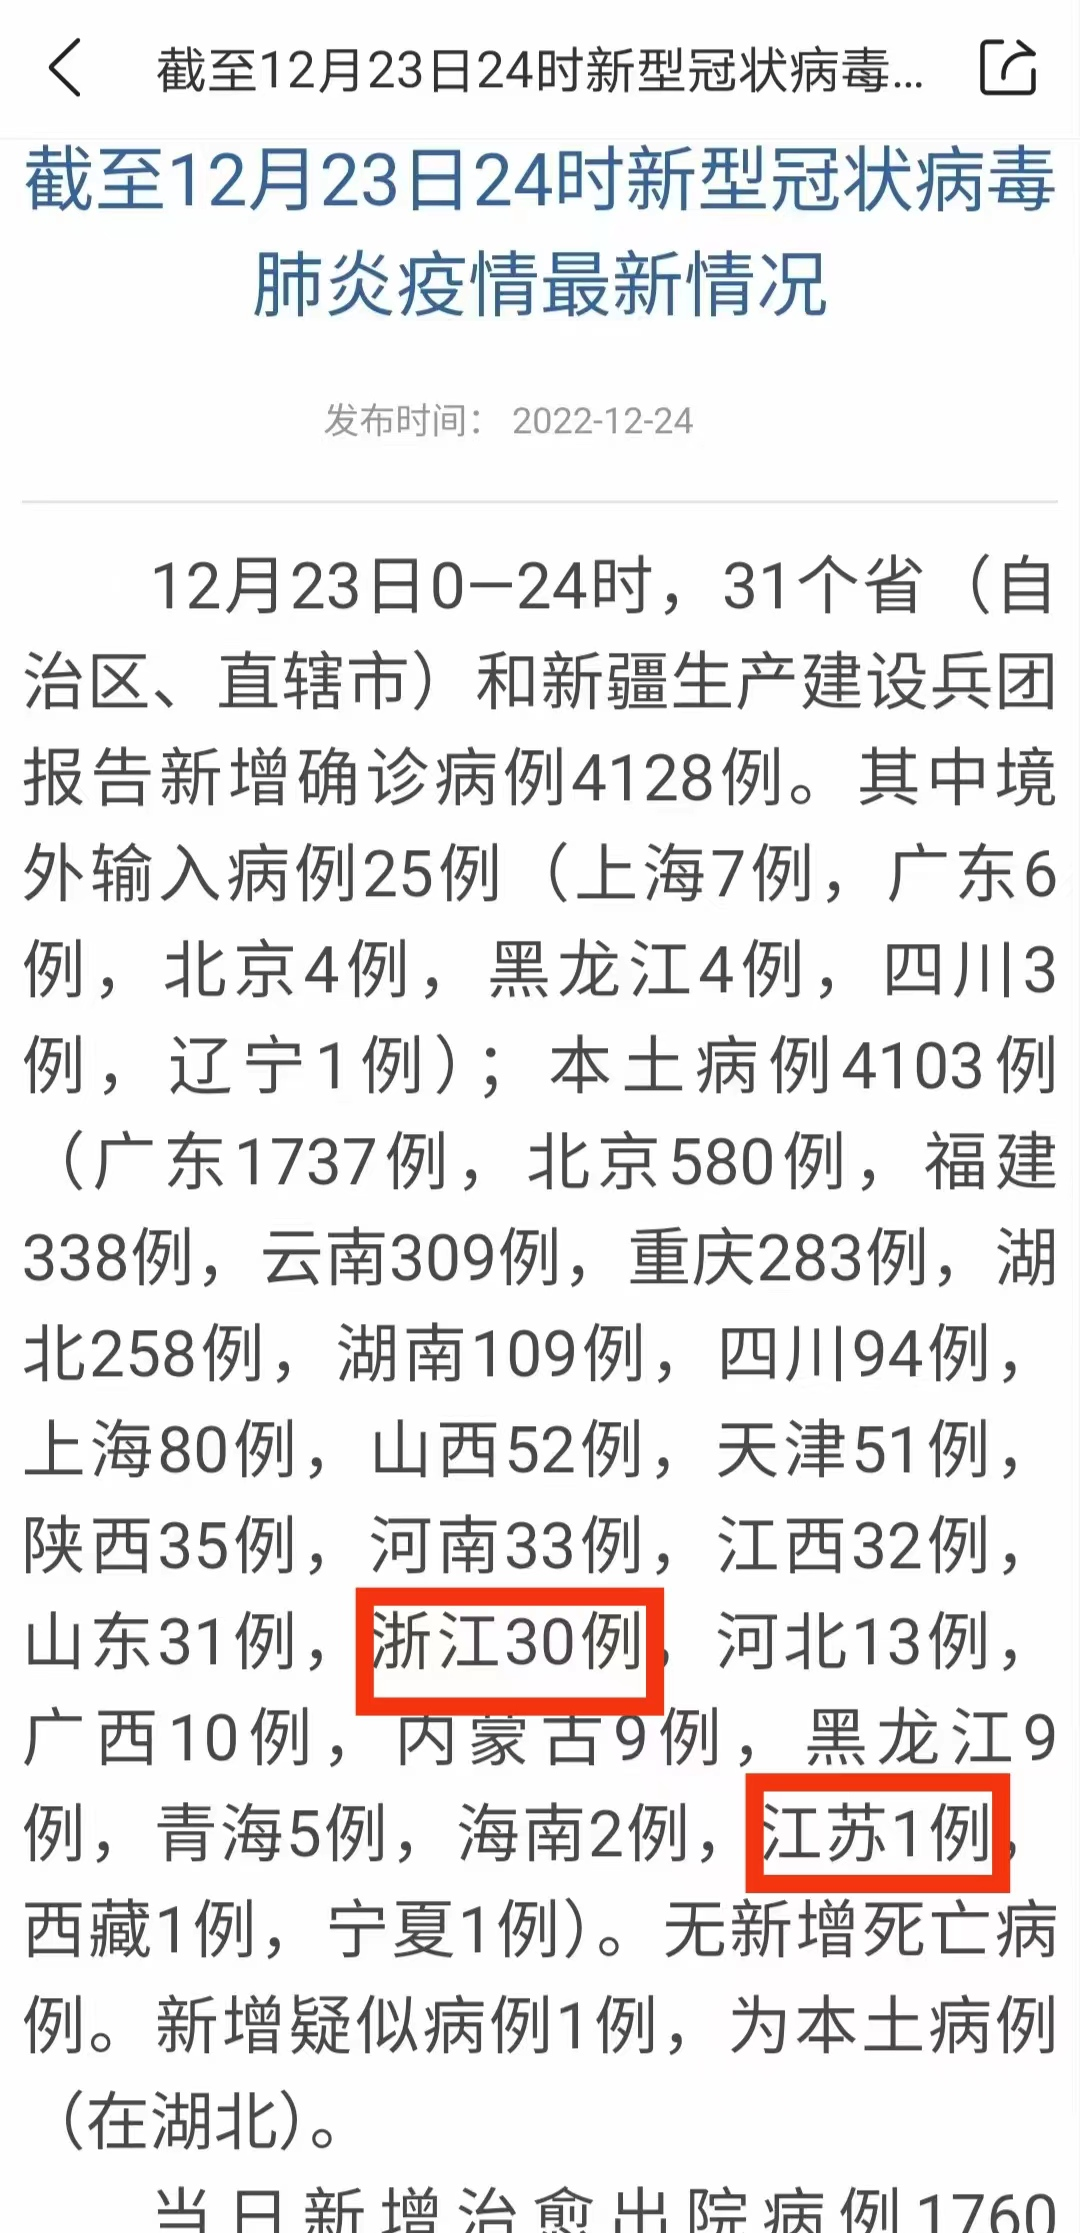 截至12月23日24时新型冠状病毒...
截至12月23日24时新型冠状病毒
肺炎疫情最新情况
发布时间： 2022-12-24
12月23日0—24时，31个省（自
治区、直辖市）和新疆生产建设兵团
报告新增确诊病例4128例。其中境
外输入病例25例（上海7例，广东6
例，北京4例，黑龙江4例，四川3
例，辽宁1例）；本土病例4103例
（广东1737例，北京580例，福建
338例，云南309例，重庆283例，湖
北258例，湖南109例，四川94例，
上海80例，山西52例，天津51例，
陕西35例，河南33例，江西32例，
山东31例，浙江30例，河北13例，
广西10例，内蒙古9例，黑龙江9
例，青海5例，海南2例，江苏1例，
西藏1例，宁夏1例）。无新增死亡病
例。新增疑似病例1例，为本土病例
（在湖北）。
当日新增治愈出院病例1760